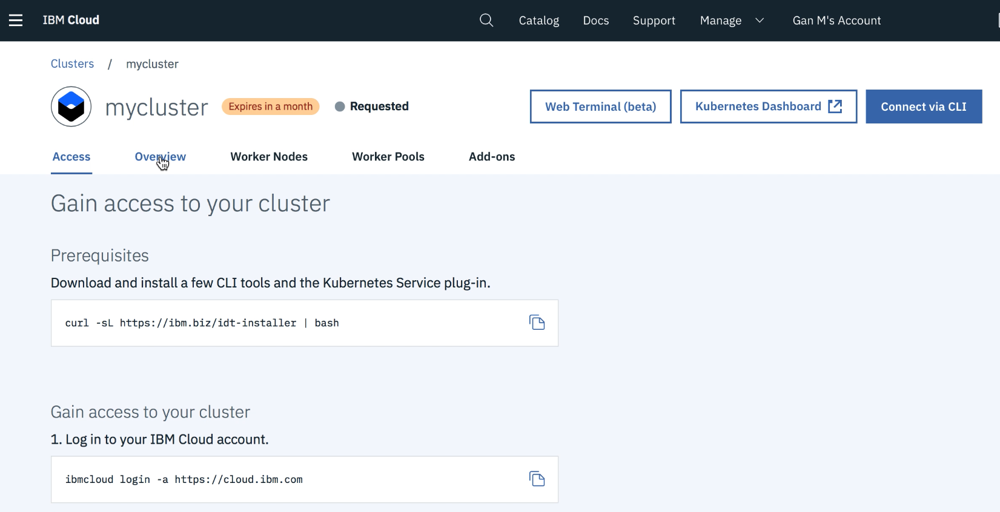 IBM Cloud Catalog Docs Support Manage Gan M's Account
Clusters / mycluster
mycluster Expires in a month Requested Web Terminal (beta) Kubernetes Dashboard Connect via CLI
Access Overview Worker Nodes Worker Pools Add-ons
Gain access to your cluster
Prerequisites
Download and install a few CLI tools and the Kubernetes Service plug-in.
curl -sL https://ibm.biz/idt-installer | bash
Gain access to your cluster
1. Log in to your IBM Cloud account.
ibmcloud login -a https://cloud.ibm.com